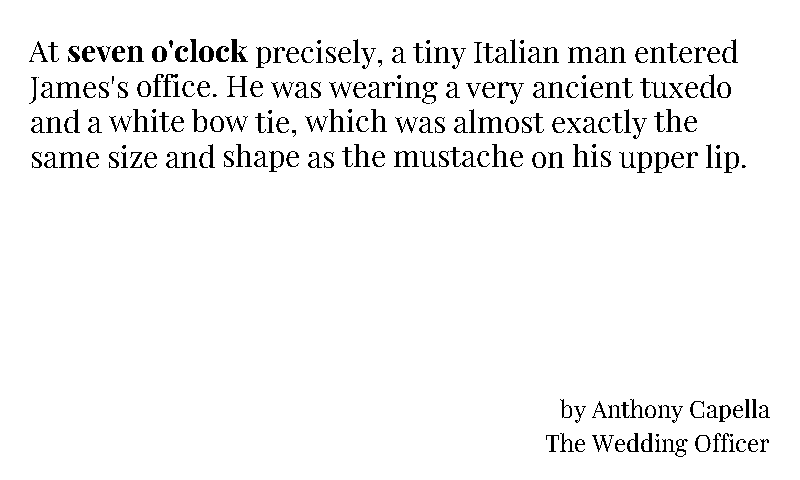 At seven o'clock precisely, a tiny Italian man entered
James's office. He was wearing a very ancient tuxedo
and a white bow tie, which was almost exactly the
same size and shape as the mustache on his upper lip.
by Anthony Capella
The Wedding Officer